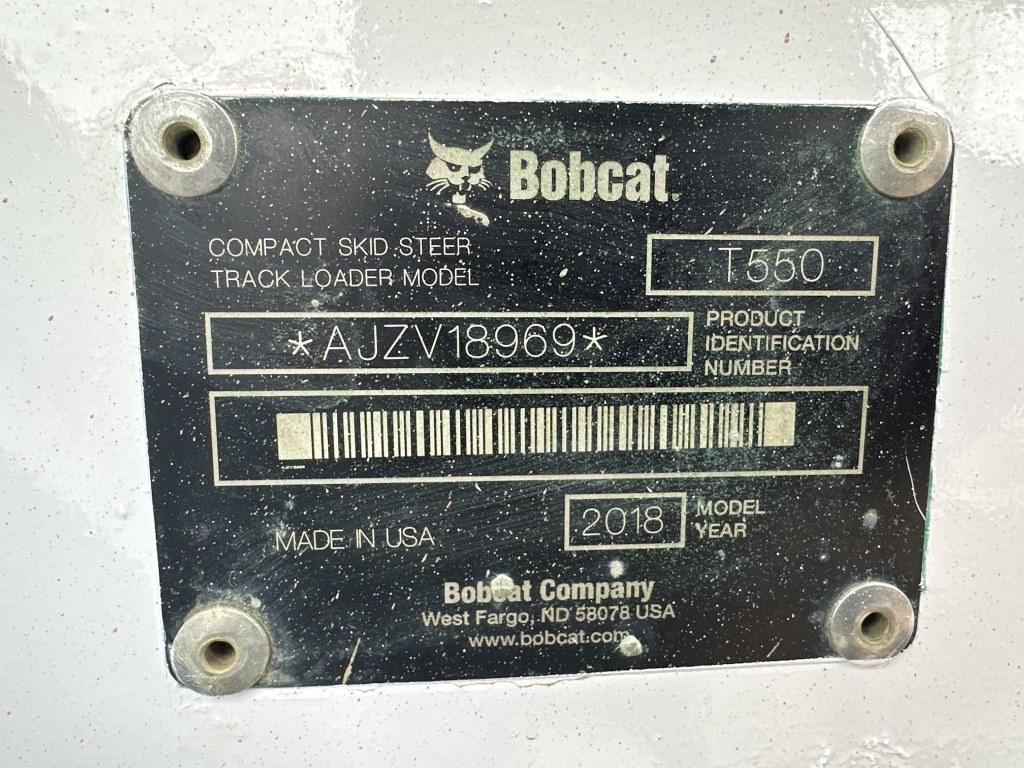 Bobcat.
COMPACT SKID STEER
TRACK LOADER MODEL
T550
*AJZV18969*
PRODUCT
IDENTIFICATION
NUMBER
MADE IN USA
2018
MODEL
YEAR
Bobcat Company
West Fargo, ND 58078 USA
www.bobcat.com